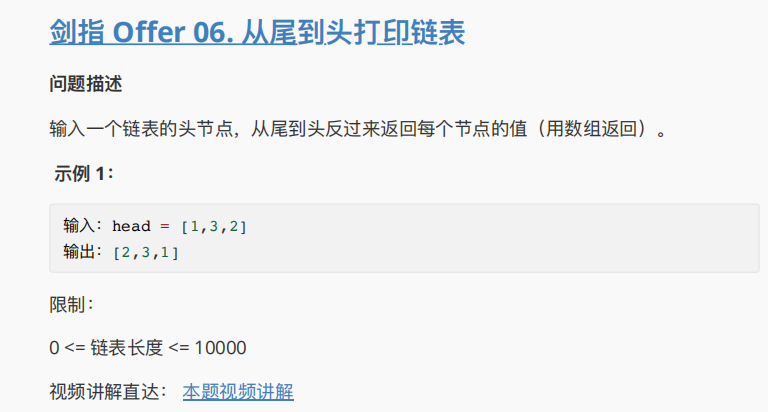 剑指 Offer 06. 从尾到头打印链表
问题描述
输入一个链表的头节点，从尾到头反过来返回每个节点的值（用数组返回）。
示例 1：
输入：head = [1,3,2]
输出：[2,3,1]
限制：
0 <= 链表长度 <= 10000
视频讲解直达： 本题视频讲解